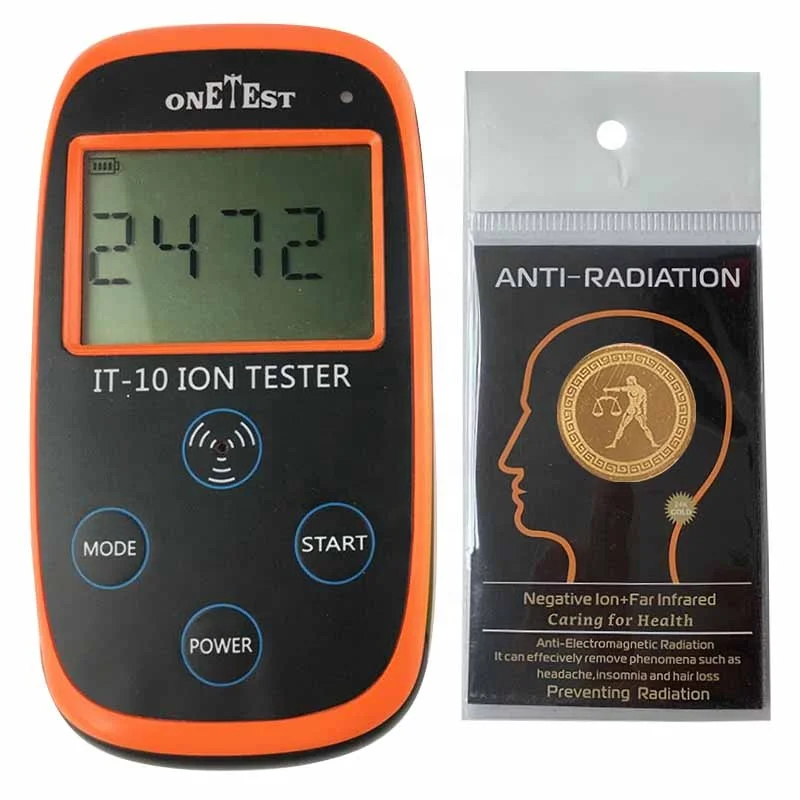 ONETEST
2472
IT-10 ION TESTER
MODE
START
POWER
ANTI-RADIATION
24K
GOLD
Negative Ion+Far Infrared
Caring for Health
Anti-Electromagnetic Radiation
It can effecively remove phenomena such as
headache,insomnia and hair loss
Preventing Radiation